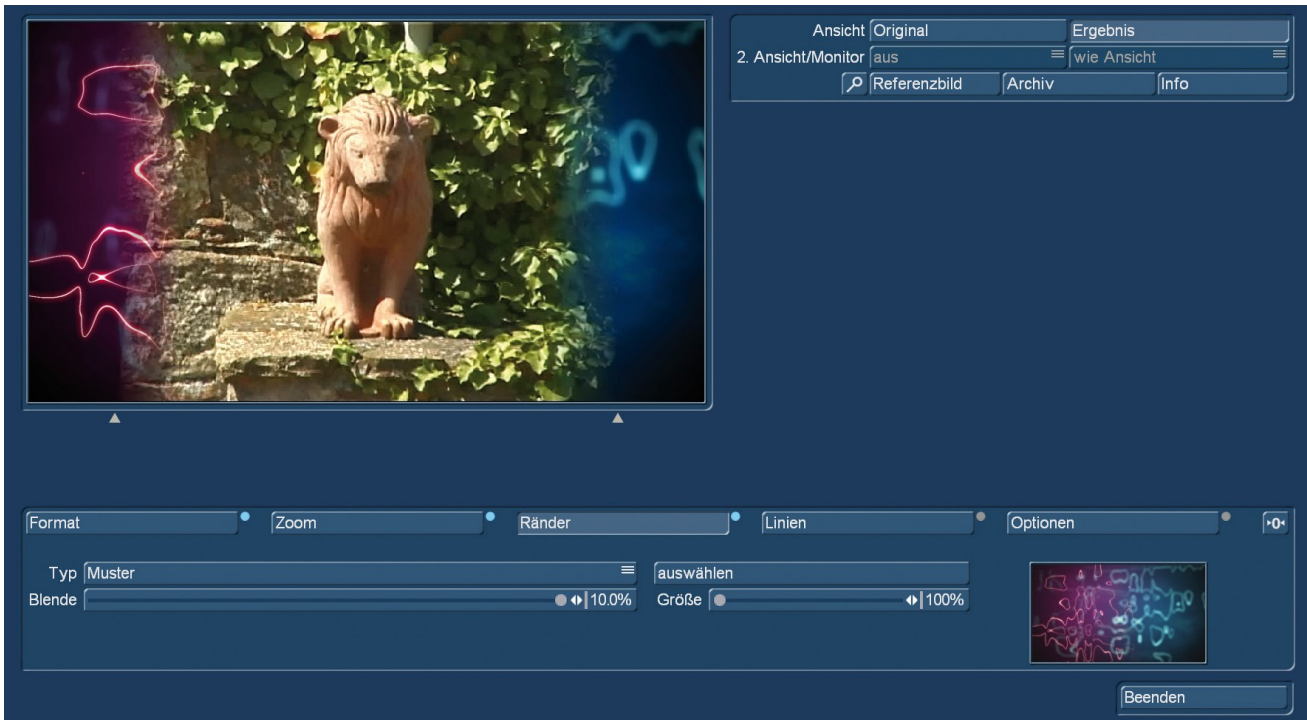 Ansicht Original Ergebnis
2. Ansicht/Monitor aus wie Ansicht
Referenzbild Archiv Info
Format Zoom Ränder Linien Optionen 0
Typ Muster auswählen
Blende 10.0% Größe 100%
Beenden